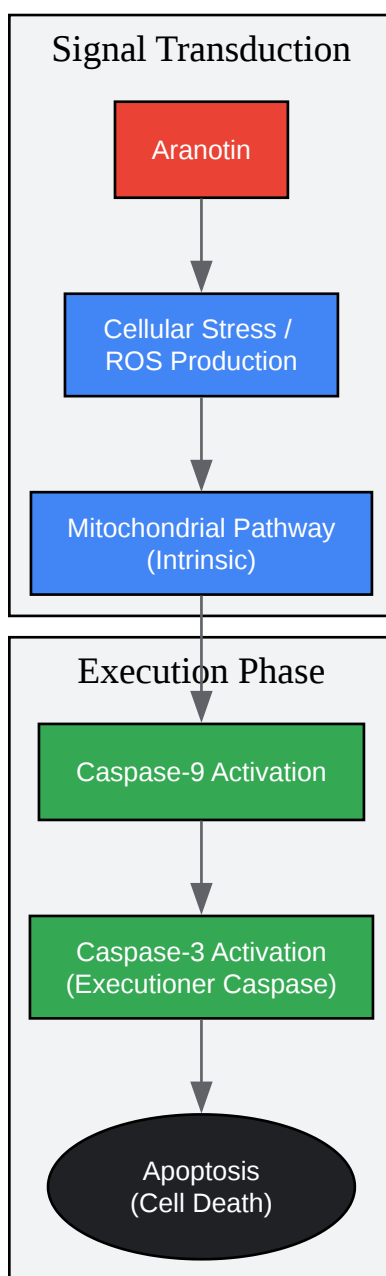 Signal Transduction
Aranotin
Cellular Stress /
ROS Production
Mitochondrial Pathway
(Intrinsic)
Execution Phase
Caspase-9 Activation
Caspase-3 Activation
(Executioner Caspase)
Apoptosis
(Cell Death)